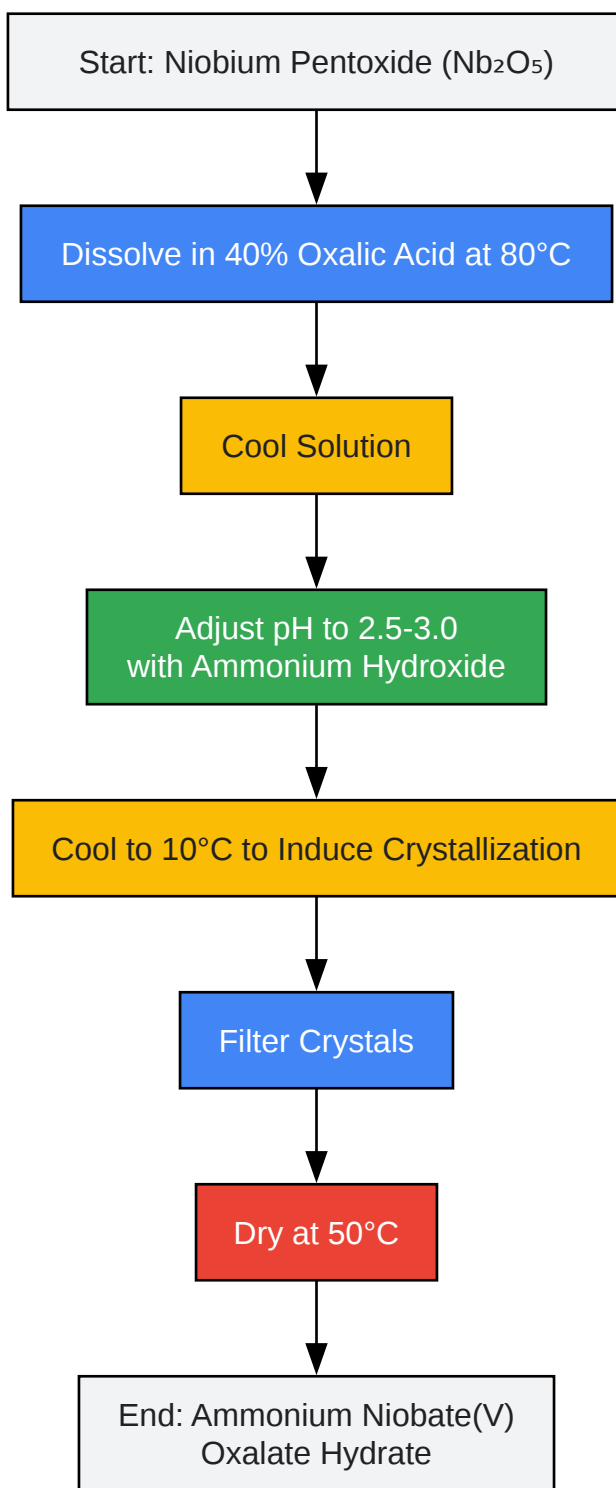 Start: Niobium Pentoxide (Nb₂O₅)
Dissolve in 40% Oxalic Acid at 80°C
Cool Solution
Adjust pH to 2.5-3.0
with Ammonium Hydroxide
Cool to 10°C to Induce Crystallization
Filter Crystals
Dry at 50°C
End: Ammonium Niobate(V)
Oxalate Hydrate